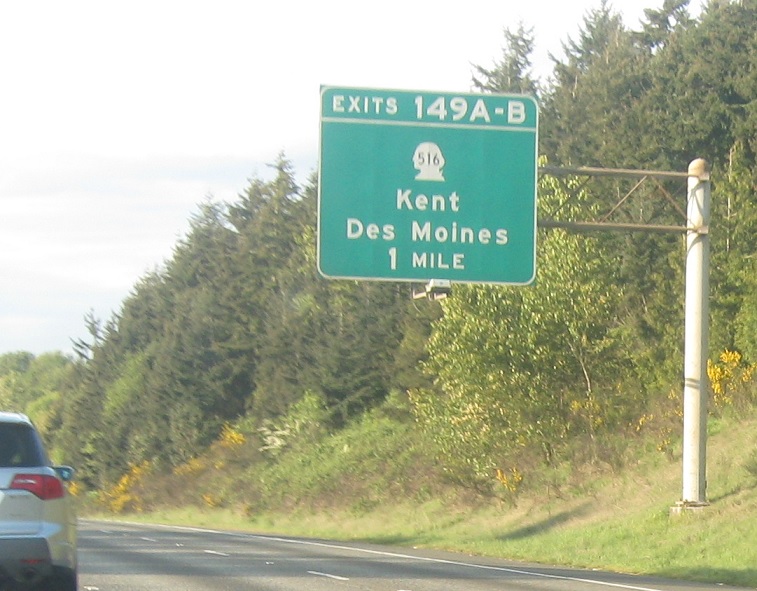 EXITS 149A-B
516
Kent
Des Moines
1 MILE